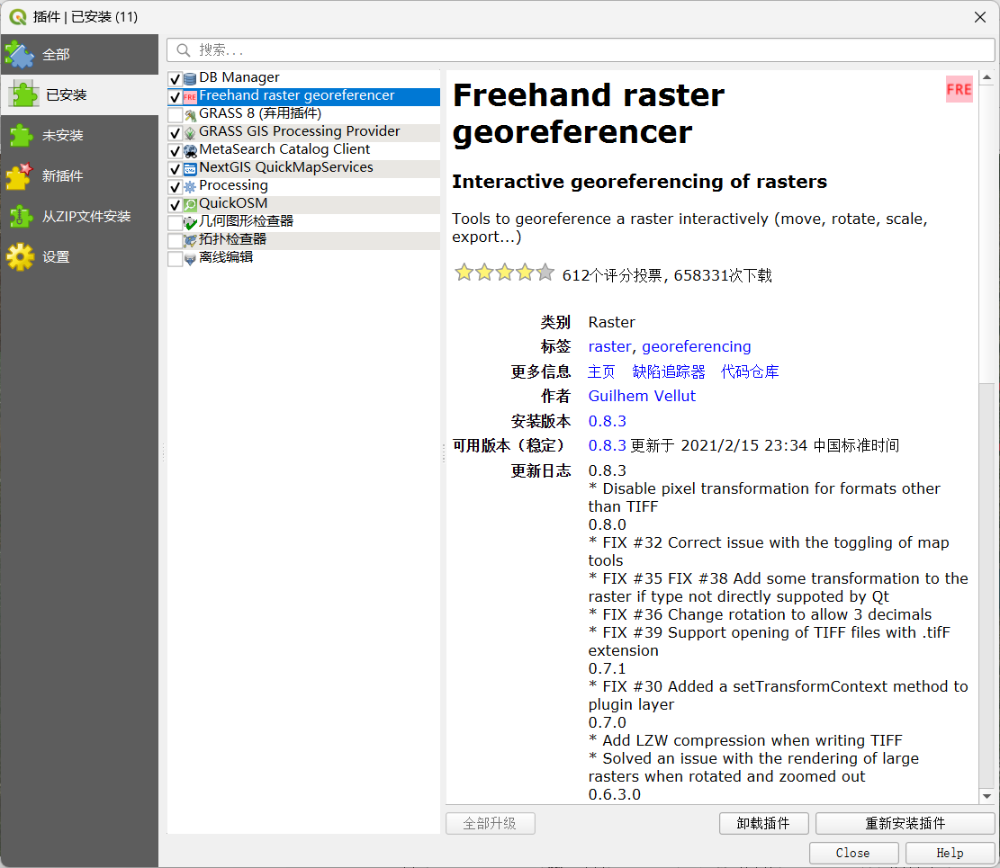 插件 | 已安装 (11)
全部
已安装
未安装
新插件
从ZIP文件安装
设置
搜索...
DB Manager
Freehand raster georeferencer
GRASS 8 (弃用插件)
GRASS GIS Processing Provider
MetaSearch Catalog Client
NextGIS QuickMapServices
Processing
QuickOSM
几何图形检查器
拓扑检查器
离线编辑
FRE
Freehand raster
georeferencer
Interactive georeferencing of rasters
Tools to georeference a raster interactively (move, rotate, scale,
export...)
612个评分投票, 658331次下载
类别 Raster
标签 raster, georeferencing
更多信息 主页 缺陷追踪器 代码仓库
作者 Guilhem Vellut
安装版本 0.8.3
可用版本（稳定） 0.8.3 更新于 2021/2/15 23:34 中国标准时间
更新日志 0.8.3
* Disable pixel transformation for formats other
than TIFF
0.8.0
* FIX #32 Correct issue with the toggling of map
tools
* FIX #35 FIX #38 Add some transformation to the
raster if type not directly suppoted by Qt
* FIX #36 Change rotation to allow 3 decimals
* FIX #39 Support opening of TIFF files with .tifF
extension
0.7.1
* FIX #30 Added a setTransformContext method to
plugin layer
0.7.0
* Add LZW compression when writing TIFF
* Solved an issue with the rendering of large
rasters when rotated and zoomed out
0.6.3.0
全部升级
卸载插件
重新安装插件
Close
Help